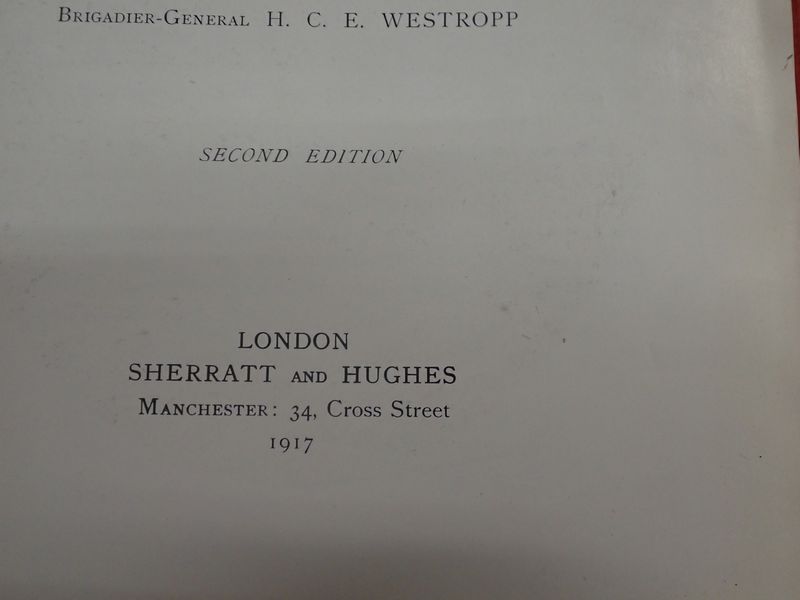 Brigadier-General H. C. E. WESTROPP
SECOND EDITION
LONDON
SHERRATT AND HUGHES
Manchester: 34, Cross Street
1917